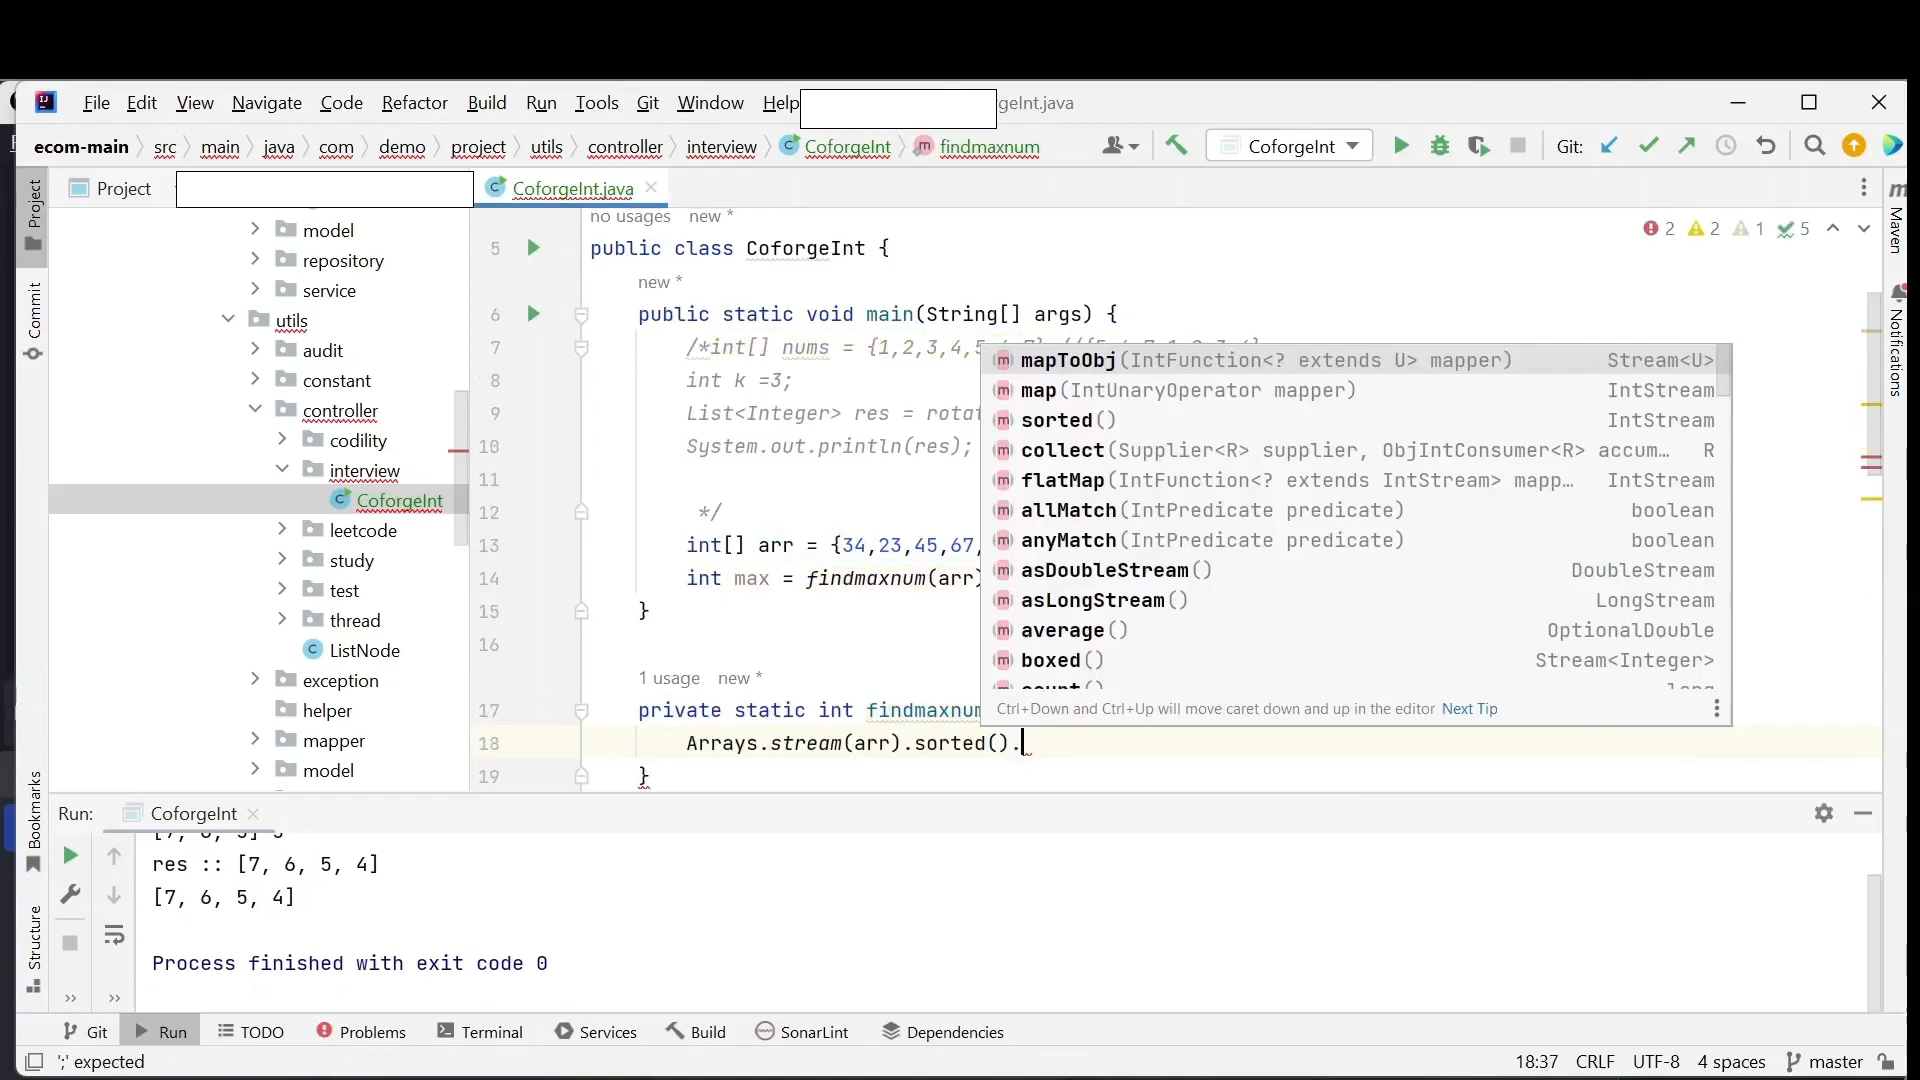 File Edit View Navigate Code Refactor Build Run Tools Git Window Help geInt.java
ecom-main src main java com demo project utils controller interview CoforgeInt findmaxnum CoforgeInt Git:
Project CoforgeInt.java
Project
Commit
Bookmarks
Structure
Maven
Notifications
model
repository
service
utils
audit
constant
controller
codility
interview
CoforgeInt
leetcode
study
test
thread
ListNode
exception
helper
mapper
model
no usages new *
2 2 1 5
5 public class CoforgeInt {
new *
6 public static void main(String[] args) {
7 /*int[] nums = {1,2,3,4,5
8 int k =3;
9 List<Integer> res = rotat
10 System.out.println(res);
11
12 */
13 int[] arr = {34,23,45,67,
14 int max = findmaxnum(arr)
15 }
16
1 usage new *
17 private static int findmaxnum
18 Arrays.stream(arr).sorted().
19 }
mapToObj(IntFunction<? extends U> mapper) Stream<U>
map(IntUnaryOperator mapper) IntStream
sorted() IntStream
collect(Supplier<R> supplier, ObjIntConsumer<R> accum… R
flatMap(IntFunction<? extends IntStream> mapp… IntStream
allMatch(IntPredicate predicate) boolean
anyMatch(IntPredicate predicate) boolean
asDoubleStream() DoubleStream
asLongStream() LongStream
average() OptionalDouble
boxed() Stream<Integer>
count() long
Ctrl+Down and Ctrl+Up will move caret down and up in the editor Next Tip
Run: CoforgeInt
res :: [7, 6, 5, 4]
[7, 6, 5, 4]
Process finished with exit code 0
Git Run TODO Problems Terminal Services Build SonarLint Dependencies
';' expected 18:37 CRLF UTF-8 4 spaces master